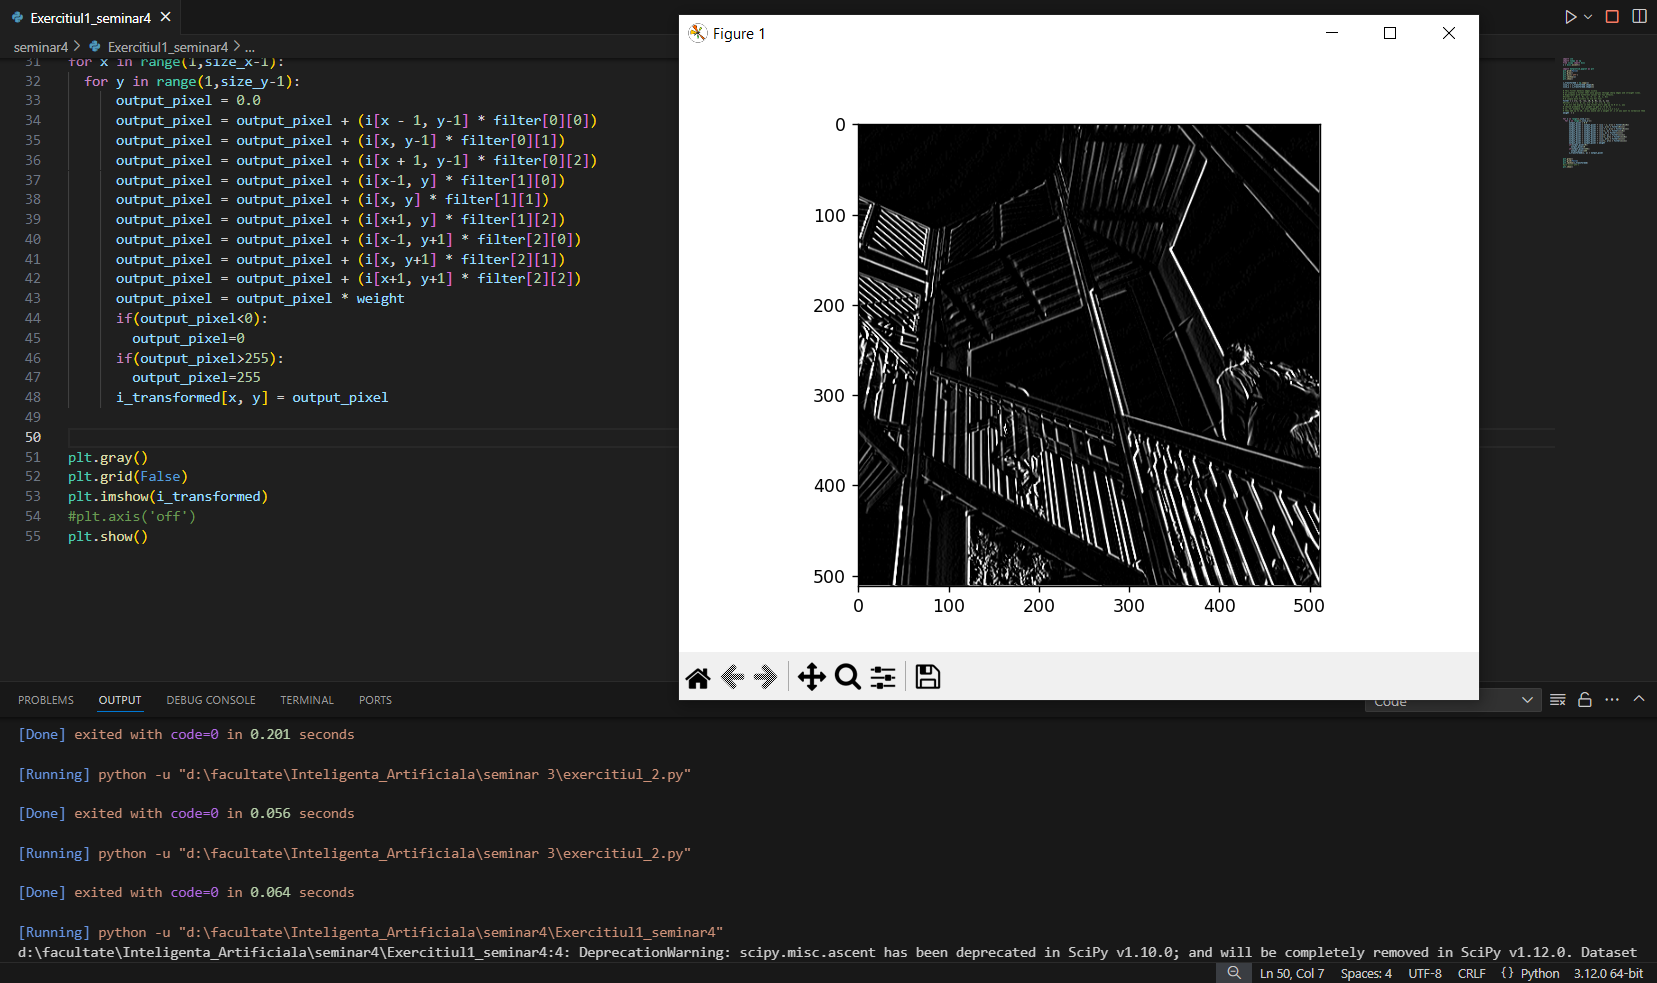 Exercitiul1_seminar4
seminar4 > Exercitiul1_seminar4 > ...
31 for x in range(1,size_x-1):
32 for y in range(1,size_y-1):
33 output_pixel = 0.0
34 output_pixel = output_pixel + (i[x - 1, y-1] * filter[0][0])
35 output_pixel = output_pixel + (i[x, y-1] * filter[0][1])
36 output_pixel = output_pixel + (i[x + 1, y-1] * filter[0][2])
37 output_pixel = output_pixel + (i[x-1, y] * filter[1][0])
38 output_pixel = output_pixel + (i[x, y] * filter[1][1])
39 output_pixel = output_pixel + (i[x+1, y] * filter[1][2])
40 output_pixel = output_pixel + (i[x-1, y+1] * filter[2][0])
41 output_pixel = output_pixel + (i[x, y+1] * filter[2][1])
42 output_pixel = output_pixel + (i[x+1, y+1] * filter[2][2])
43 output_pixel = output_pixel * weight
44 if(output_pixel<0):
45 output_pixel=0
46 if(output_pixel>255):
47 output_pixel=255
48 i_transformed[x, y] = output_pixel
49
50
51 plt.gray()
52 plt.grid(False)
53 plt.imshow(i_transformed)
54 #plt.axis('off')
55 plt.show()
Figure 1
0
100
200
300
400
500
0 100 200 300 400 500
PROBLEMS OUTPUT DEBUG CONSOLE TERMINAL PORTS
Code
[Done] exited with code=0 in 0.201 seconds
[Running] python -u "d:\facultate\Inteligenta_Artificiala\seminar 3\exercitiul_2.py"
[Done] exited with code=0 in 0.056 seconds
[Running] python -u "d:\facultate\Inteligenta_Artificiala\seminar 3\exercitiul_2.py"
[Done] exited with code=0 in 0.064 seconds
[Running] python -u "d:\facultate\Inteligenta_Artificiala\seminar4\Exercitiul1_seminar4"
d:\facultate\Inteligenta_Artificiala\seminar4\Exercitiul1_seminar4:4: DeprecationWarning: scipy.misc.ascent has been deprecated in SciPy v1.10.0; and will be completely removed in SciPy v1.12.0. Dataset
Ln 50, Col 7 Spaces: 4 UTF-8 CRLF {} Python 3.12.0 64-bit